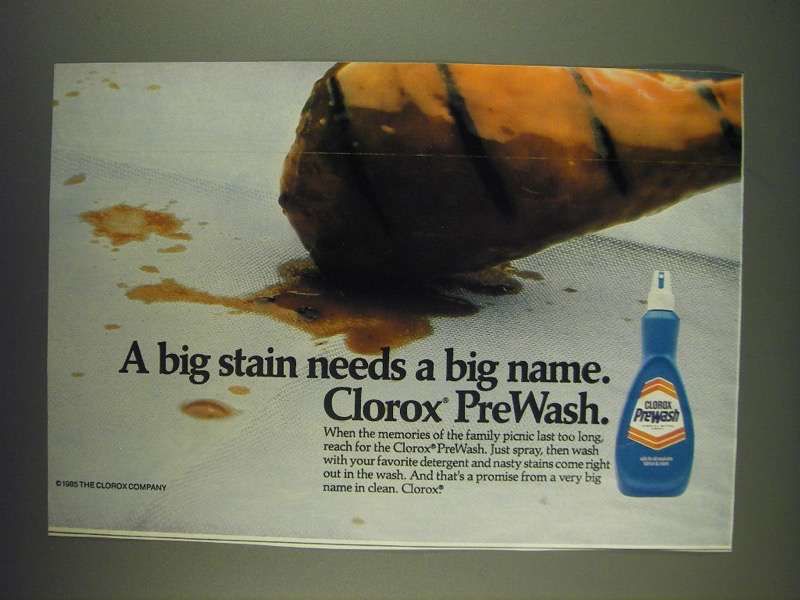 A big stain needs a big name.
Clorox® PreWash.
When the memories of the family picnic last too long,
reach for the Clorox® PreWash. Just spray, then wash
with your favorite detergent and nasty stains come right
out in the wash. And that's a promise from a very big
name in clean. Clorox.®
© 1985 THE CLOROX COMPANY
CLOROX
PreWash